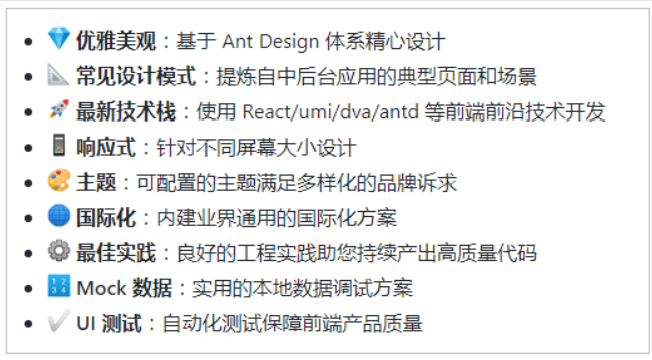 💎 优雅美观：基于 Ant Design 体系精心设计
📐 常见设计模式：提炼自中后台应用的典型页面和场景
🚀 最新技术栈：使用 React/umi/dva/antd 等前端前沿技术开发
📱 响应式：针对不同屏幕大小设计
🎨 主题：可配置的主题满足多样化的品牌诉求
🌐 国际化：内建业界通用的国际化方案
⚙️ 最佳实践：良好的工程实践助您持续产出高质量代码
🔢 Mock 数据：实用的本地数据调试方案
✅ UI 测试：自动化测试保障前端产品质量